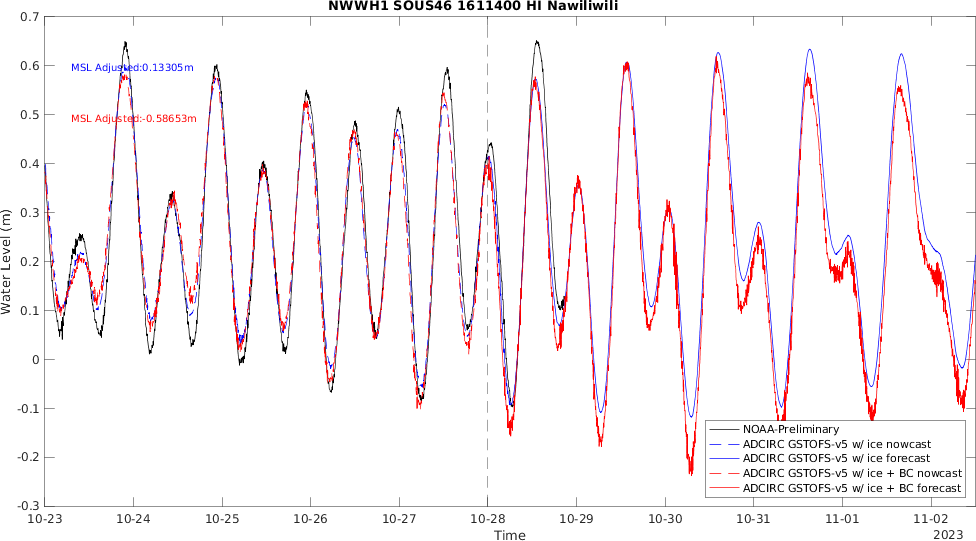 NWWH1 SOUS46 1611400 HI Nawiliwili
0.7
0.6
0.5
0.4
0.3
0.2
0.1
0
-0.1
-0.2
-0.3
Water Level (m)
MSL Adjusted:0.13305m
MSL Adjusted:-0.58653m
NOAA-Preliminary
ADCIRC GSTOFS-v5 w/ ice nowcast
ADCIRC GSTOFS-v5 w/ ice forecast
ADCIRC GSTOFS-v5 w/ ice + BC nowcast
ADCIRC GSTOFS-v5 w/ ice + BC forecast
10-23 10-24 10-25 10-26 10-27 10-28 10-29 10-30 10-31 11-01 11-02
Time
2023